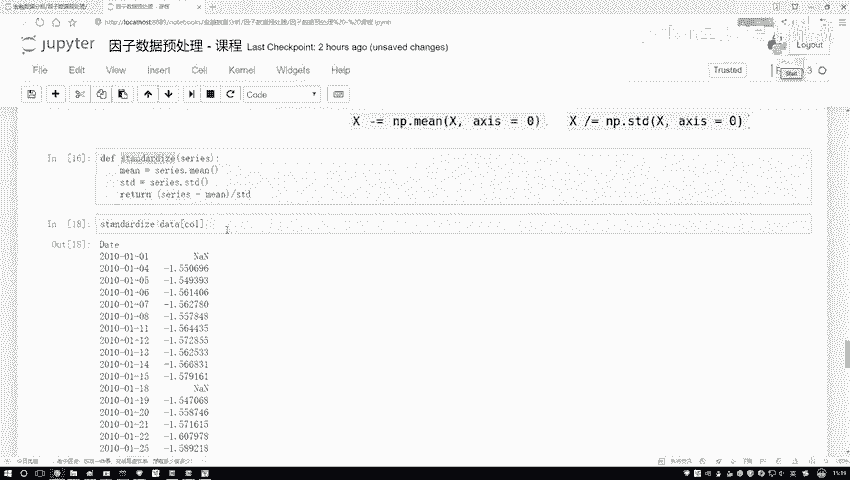 jupyter 因子数据预处理 - 课程 Last Checkpoint: 2 hours ago (unsaved changes)
Logout
File Edit View Insert Cell Kernel Widgets Help
Trusted
Code
X -= np.mean(X, axis = 0) X /= np.std(X, axis = 0)
In [16]: def standardize(series):
mean = series.mean()
std = series.std()
return (series - mean)/std
In [18]: standardize data[col]
Out[18]: Date
2010-01-01 NaN
2010-01-04 -1.550696
2010-01-05 -1.549393
2010-01-06 -1.561406
2010-01-07 -1.562780
2010-01-08 -1.557848
2010-01-11 -1.564435
2010-01-12 -1.572855
2010-01-13 -1.562533
2010-01-14 -1.566831
2010-01-15 -1.579161
2010-01-18 NaN
2010-01-19 -1.547068
2010-01-20 -1.558746
2010-01-21 -1.571615
2010-01-22 -1.607978
2010-01-25 -1.589218
15:19